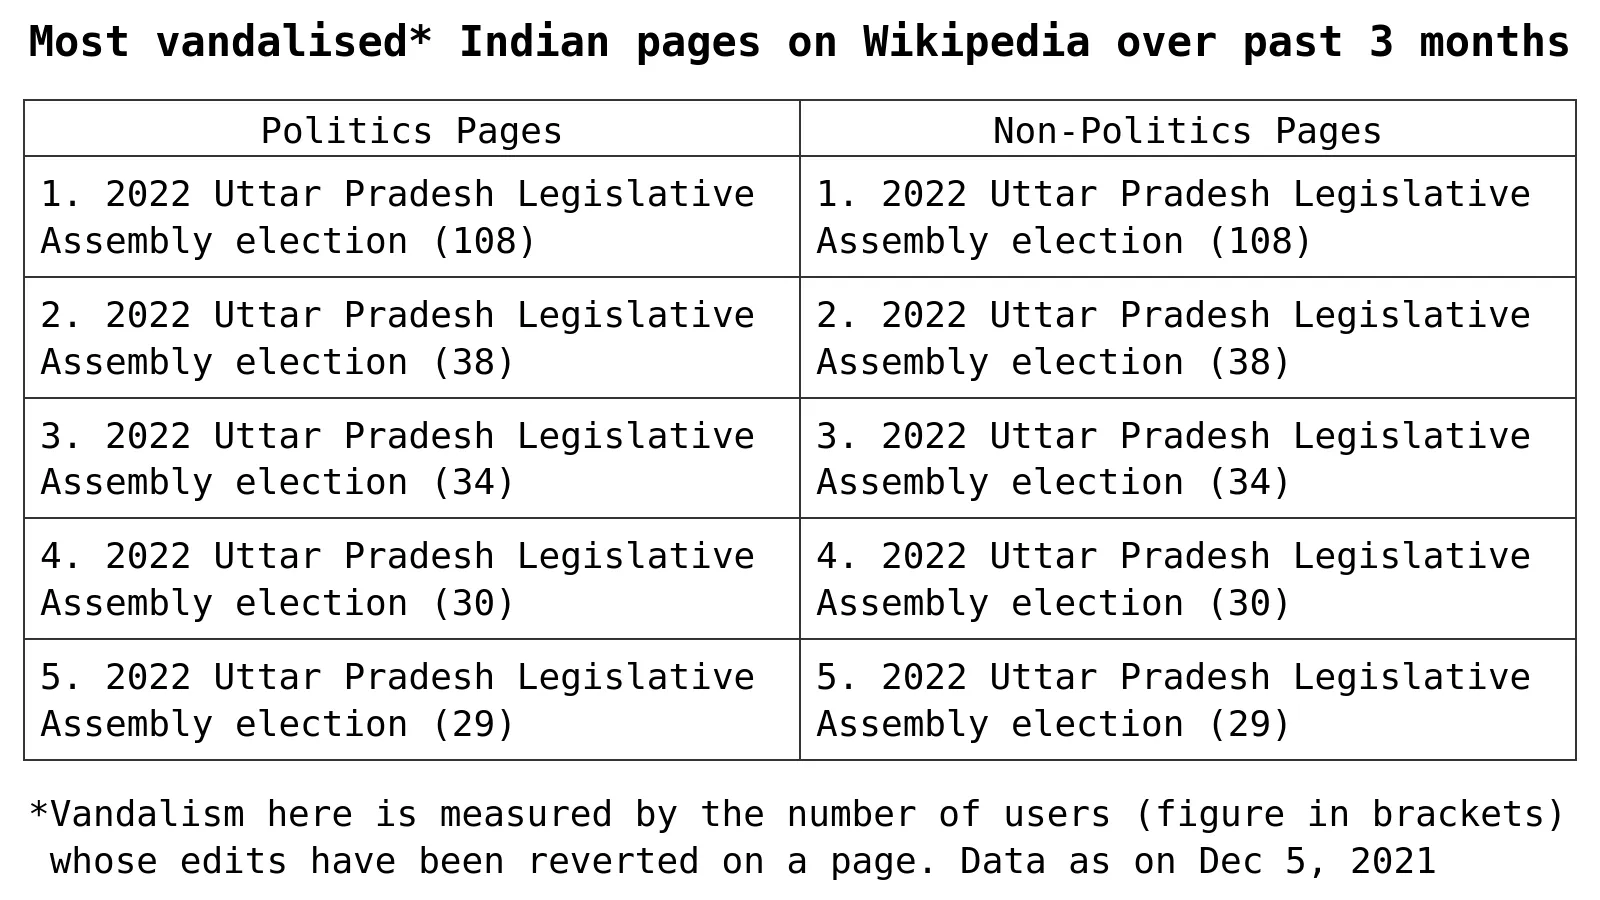 Most vandalised* Indian pages on Wikipedia over past 3 months
Politics Pages
Non-Politics Pages
1. 2022 Uttar Pradesh Legislative
Assembly election (108)
1. 2022 Uttar Pradesh Legislative
Assembly election (108)
2. 2022 Uttar Pradesh Legislative
Assembly election (38)
2. 2022 Uttar Pradesh Legislative
Assembly election (38)
3. 2022 Uttar Pradesh Legislative
Assembly election (34)
3. 2022 Uttar Pradesh Legislative
Assembly election (34)
4. 2022 Uttar Pradesh Legislative
Assembly election (30)
4. 2022 Uttar Pradesh Legislative
Assembly election (30)
5. 2022 Uttar Pradesh Legislative
Assembly election (29)
5. 2022 Uttar Pradesh Legislative
Assembly election (29)
*Vandalism here is measured by the number of users (figure in brackets)
whose edits have been reverted on a page. Data as on Dec 5, 2021